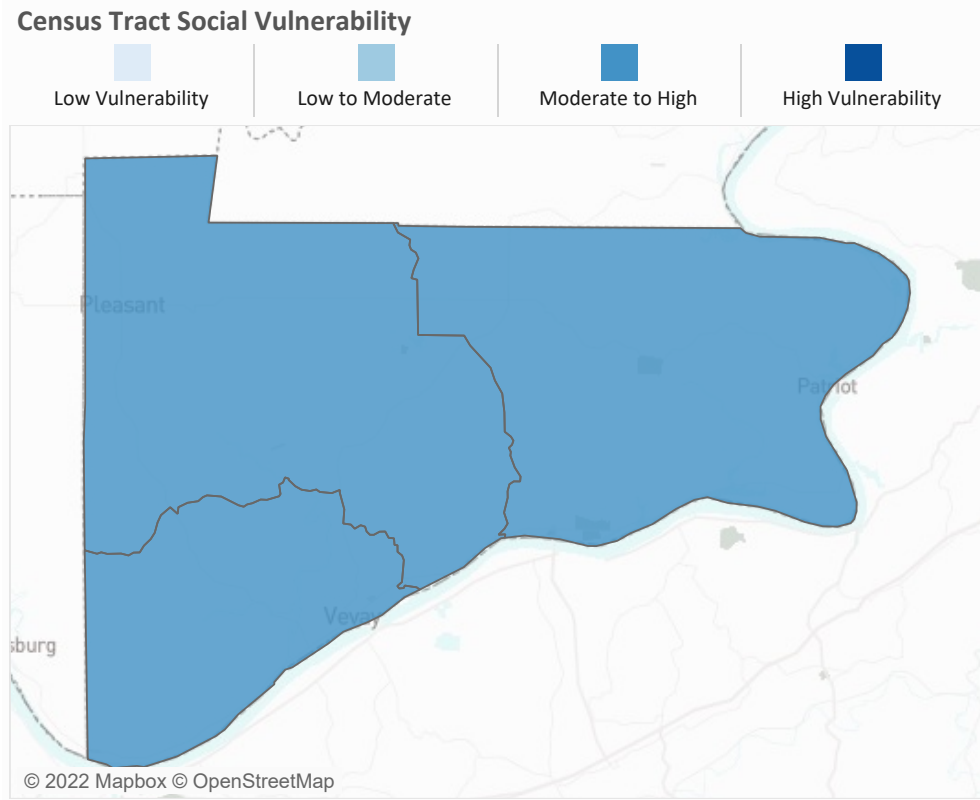 Census Tract Social Vulnerability
Low Vulnerability
Low to Moderate
Moderate to High
High Vulnerability
Pleasant
Patriot
Vevay
sburg
© 2022 Mapbox © OpenStreetMap